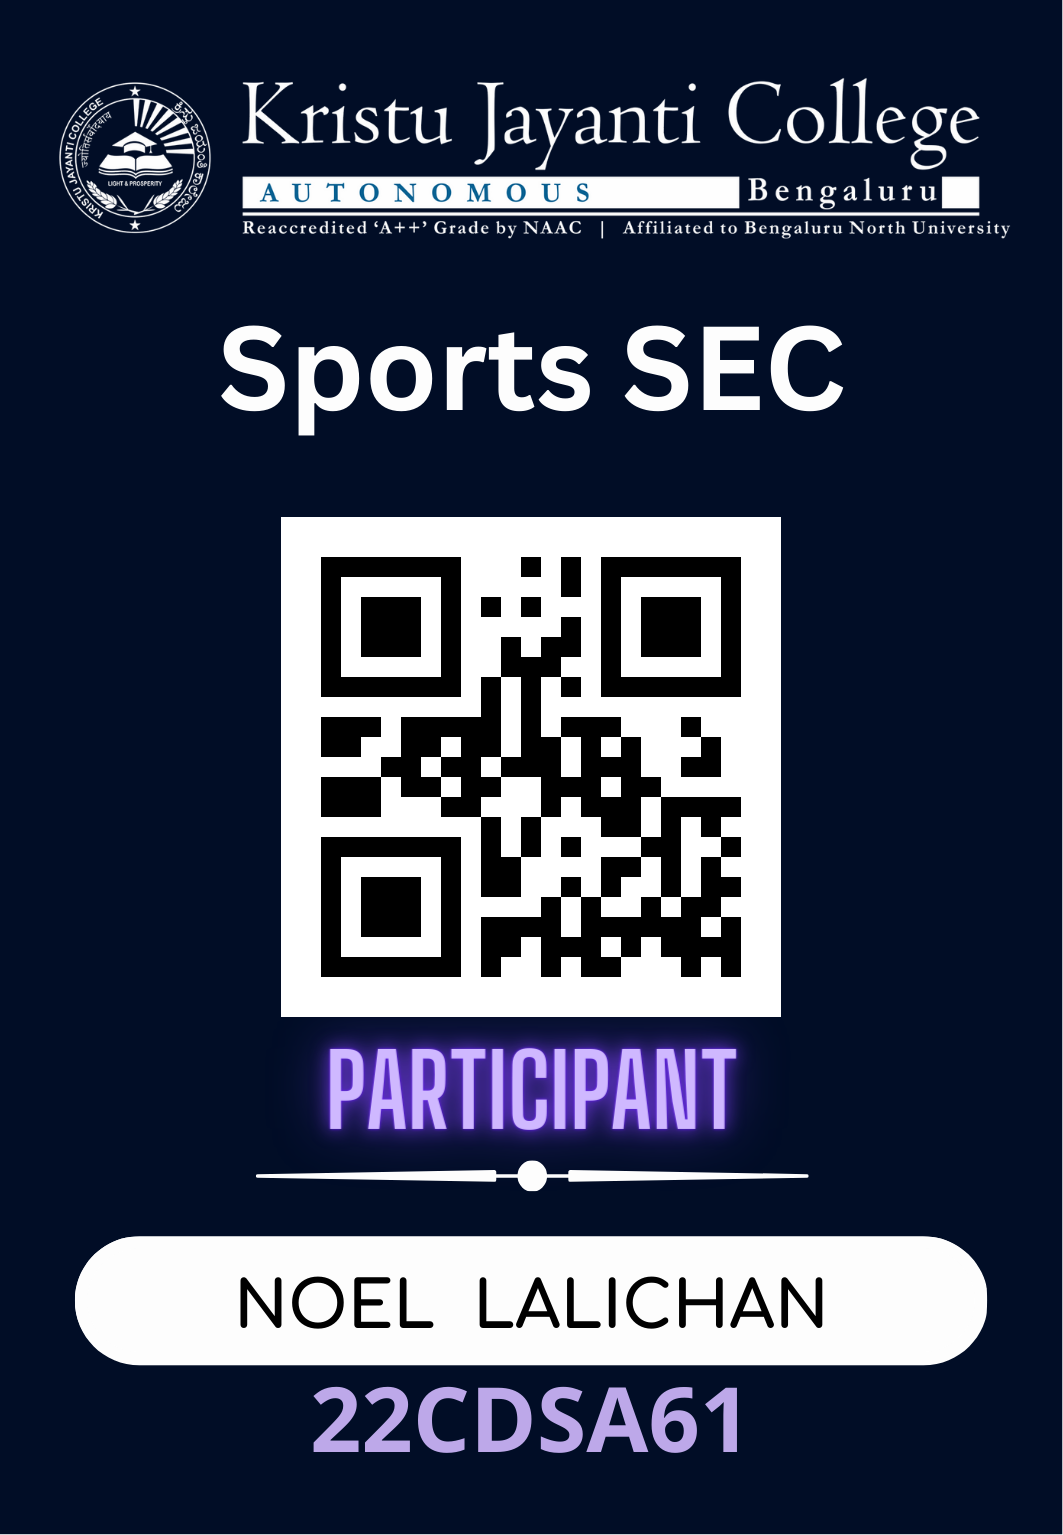 Kristu Jayanti College
AUTONOMOUS Bengaluru
Reaccredited ‘A++’ Grade by NAAC | Affiliated to Bengaluru North University
KRISTU JAYANTI COLLEGE
LIGHT & PROSPERITY
Sports SEC
PARTICIPANT
NOEL LALICHAN
22CDSA61